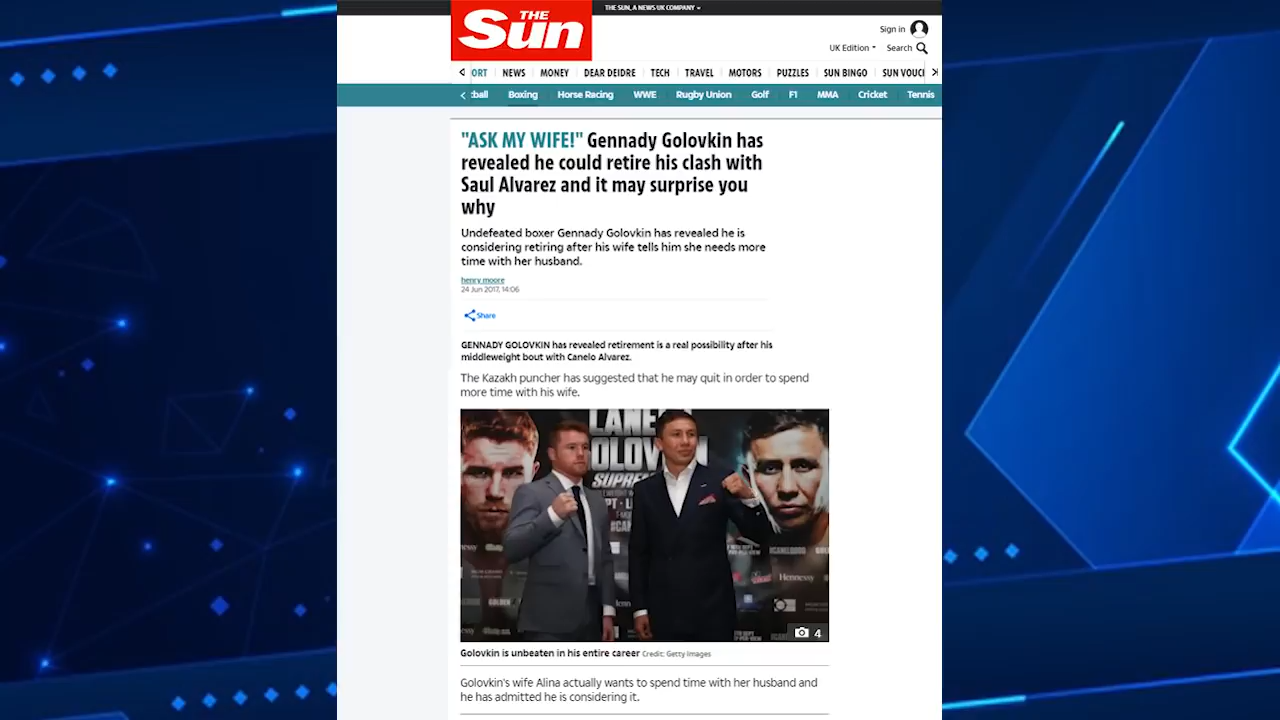 THE SUN, A NEWS UK COMPANY
THE
Sun
Sign in
UK Edition
Search
ORT NEWS MONEY DEAR DEIDRE TECH TRAVEL MOTORS PUZZLES SUN BINGO SUN VOUC
Boxing Horse Racing WWE Rugby Union Golf F1 MMA Cricket Tennis
"ASK MY WIFE!" Gennady Golovkin has
revealed he could retire his clash with
Saul Alvarez and it may surprise you
why
Undefeated boxer Gennady Golovkin has revealed he is
considering retiring after his wife tells him she needs more
time with her husband.
henry moore
24 Jun 2017, 14:06
Share
GENNADY GOLOVKIN has revealed retirement is a real possibility after his
middleweight bout with Canelo Alvarez.
The Kazakh puncher has suggested that he may quit in order to spend
more time with his wife.
LANE
OLOV
SUPRE
Hennessy
GOLDEN
4
Golovkin is unbeaten in his entire career Credit: Getty Images
Golovkin's wife Alina actually wants to spend time with her husband and
he has admitted he is considering it.